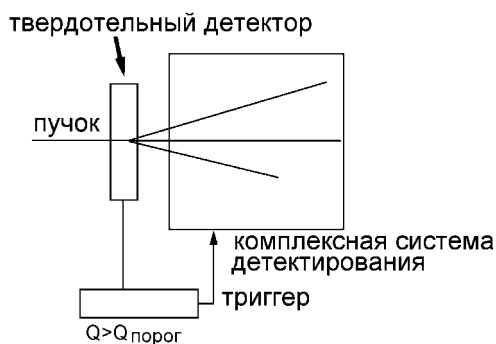 твердотельный детектор
пучок
комплексная система
детектирования
триггер
Q>Qпорог